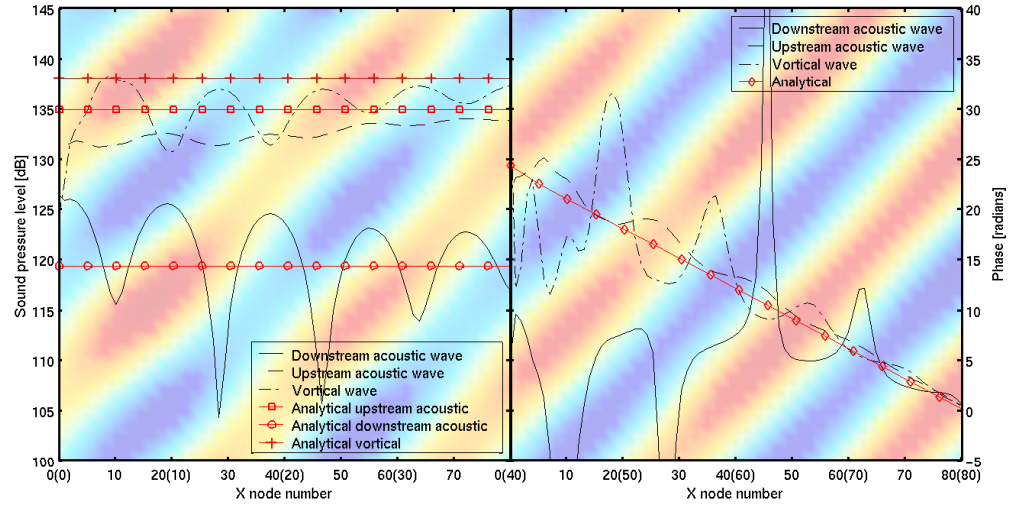 145
140
135
130
125
120
115
110
105
100
Sound pressure level [dB]
Downstream acoustic wave
Upstream acoustic wave
Vortical wave
Analytical upstream acoustic
Analytical downstream acoustic
Analytical vortical
0(0) 10 20(10) 30 40(20) 50 60(30) 70 0(40) 10 20(50) 30 40(60) 50 60(70) 70 80(80)
X node number X node number
Downstream acoustic wave
Upstream acoustic wave
Vortical wave
Analytical
40
35
30
25
20
15
10
5
0
-5
Phase [radians]